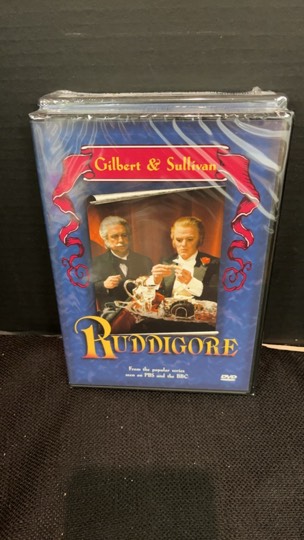 Gilbert & Sullivan
RUDDIGORE
From the popular series
seen on PBS and the BBC
DVD